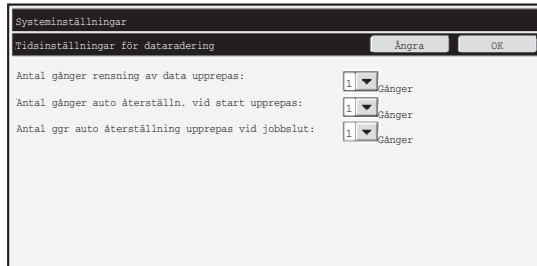 Systeminställningar
Tidsinställningar för dataradering Ångra OK
Antal gånger rensning av data upprepas: 1 Gånger
Antal gånger auto återställn. vid start upprepas: 1 Gånger
Antal ggr auto återställning upprepas vid jobbslut: 1 Gånger